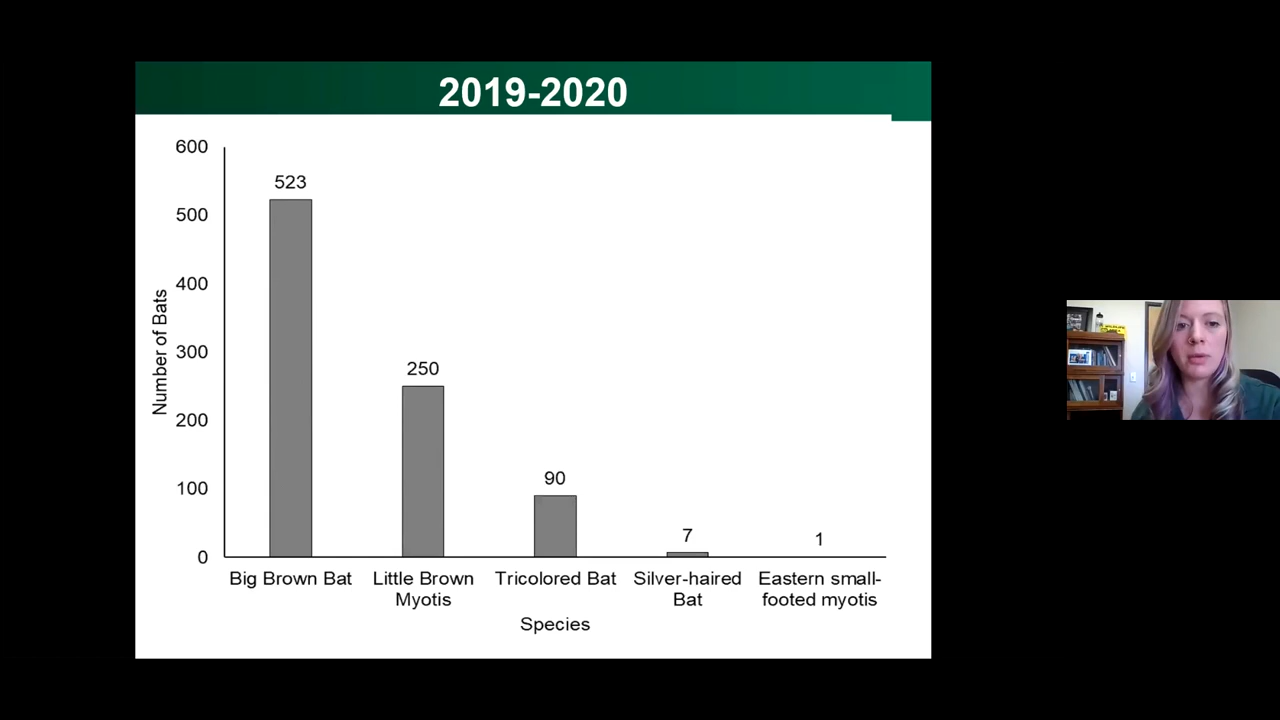 2019-2020
600
500
400
300
200
100
0
Number of Bats
523
250
90
7
1
Big Brown Bat
Little Brown
Myotis
Tricolored Bat
Silver-haired
Bat
Eastern small-
footed myotis
Species